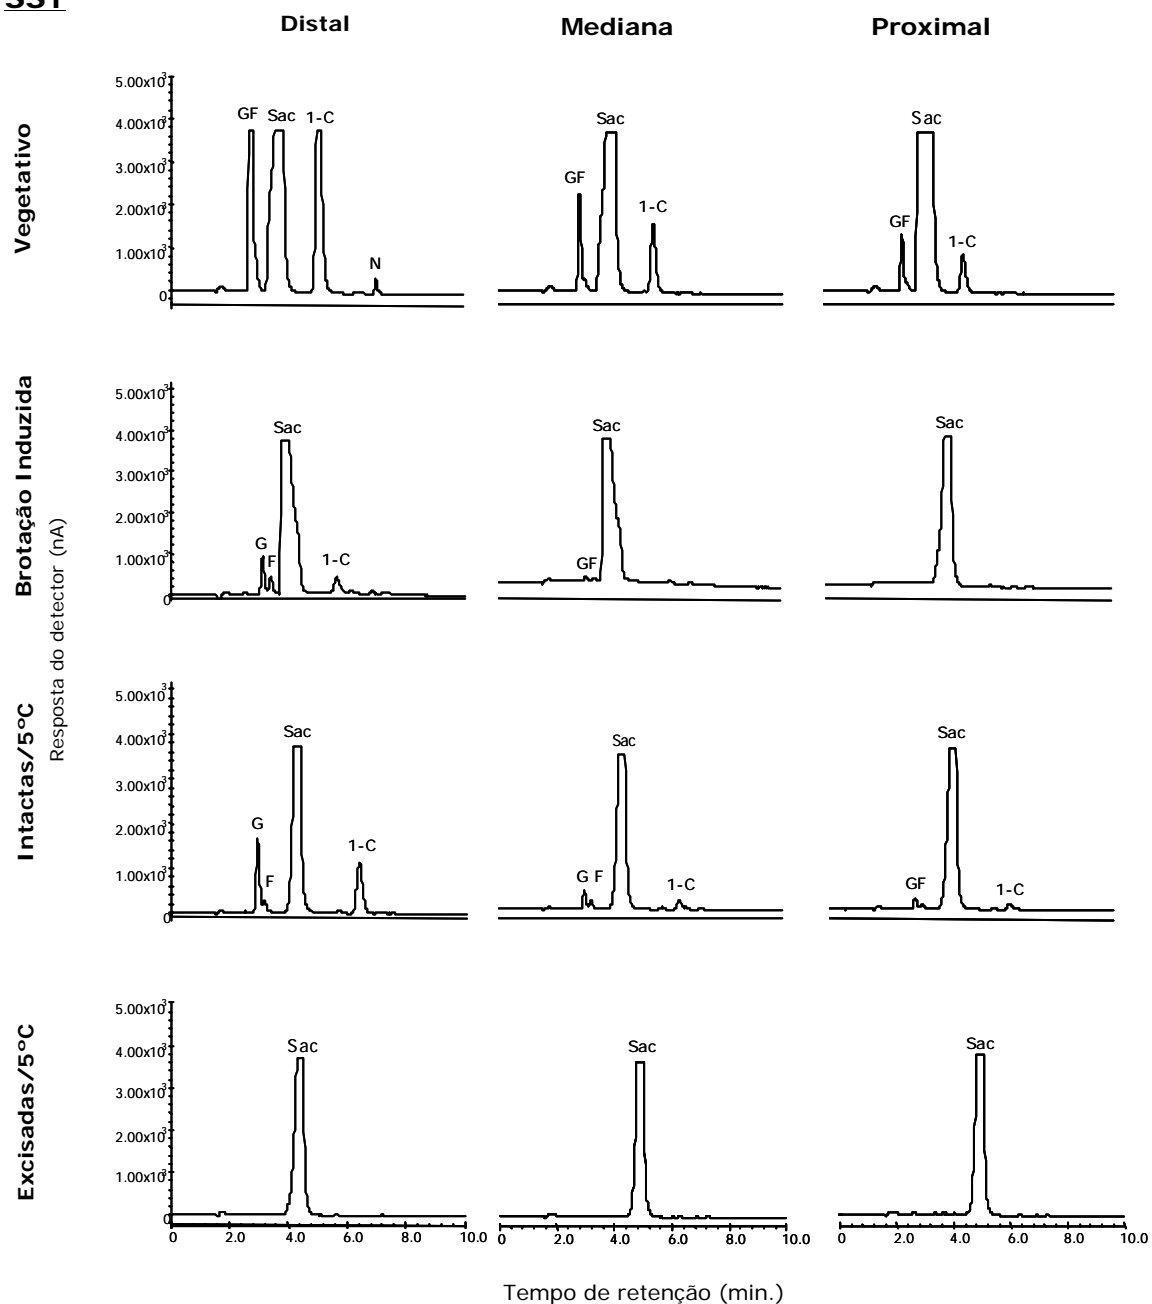 SST
Distal Mediana Proximal
Vegetativo
5.00x10³
4.00x10³
3.00x10³
2.00x10³
1.00x10³
0
GF Sac 1-C N
GF Sac 1-C
GF Sac 1-C
Brotação Induzida
5.00x10³
4.00x10³
3.00x10³
2.00x10³
1.00x10³
0
G F Sac 1-C
GF Sac
Sac
Resposta do detector (nA)
Intactas/5°C
5.00x10³
4.00x10³
3.00x10³
2.00x10³
1.00x10³
0
G F Sac 1-C
G F Sac 1-C
GF Sac 1-C
Excisadas/5°C
5.00x10³
4.00x10³
3.00x10³
2.00x10³
1.00x10³
0
Sac
Sac
Sac
0 2.0 4.0 6.0 8.0 10.0
0 2.0 4.0 6.0 8.0 10.0
0 2.0 4.0 6.0 8.0 10.0
Tempo de retenção (min.)